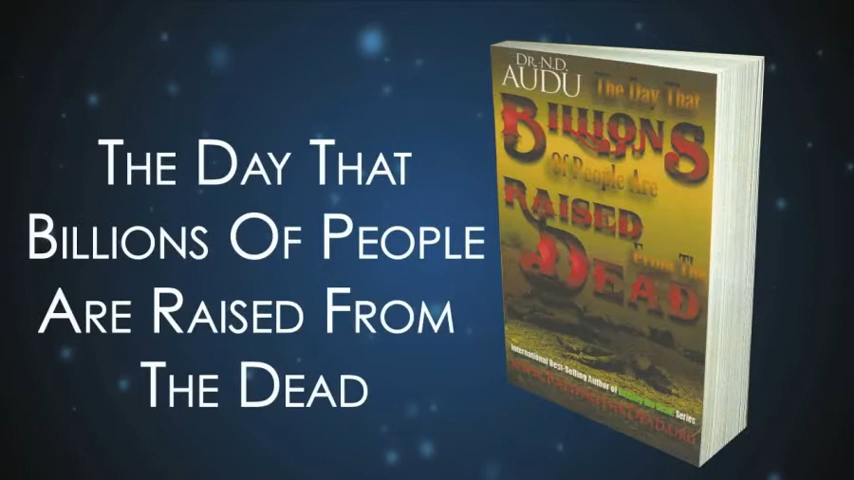 The Day That
Billions Of People
Are Raised From
The Dead
Dr. N.D.
AUDU
The Day That
BILLIONS
Of People Are
RAISED
From The
DEAD
International Best-Selling Author of Series